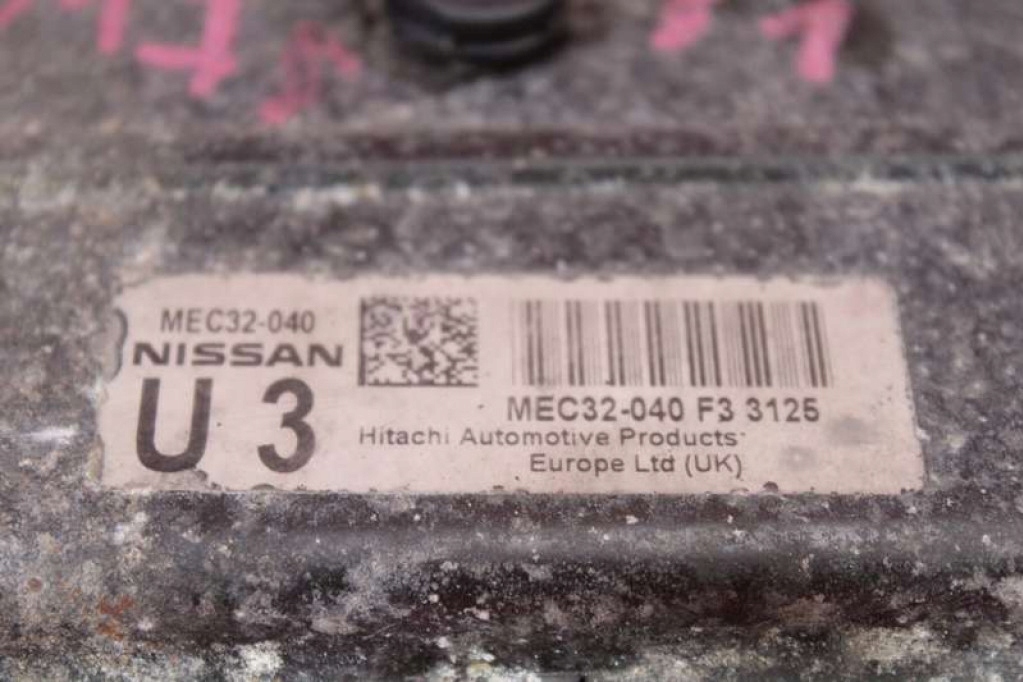 MEC32-040
NISSAN
U 3
MEC32-040 F3 3125
Hitachi Automotive Products
Europe Ltd (UK)